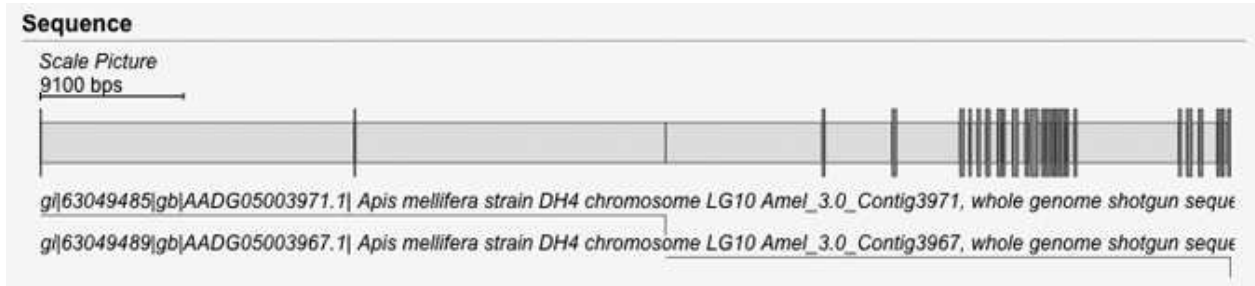 Sequence
Scale Picture
9100 bps
gi|63049485|gb|AADG05003971.1| Apis mellifera strain DH4 chromosome LG10 Amel_3.0_Contig3971, whole genome shotgun seque
gi|63049489|gb|AADG05003967.1| Apis mellifera strain DH4 chromosome LG10 Amel_3.0_Contig3967, whole genome shotgun seque